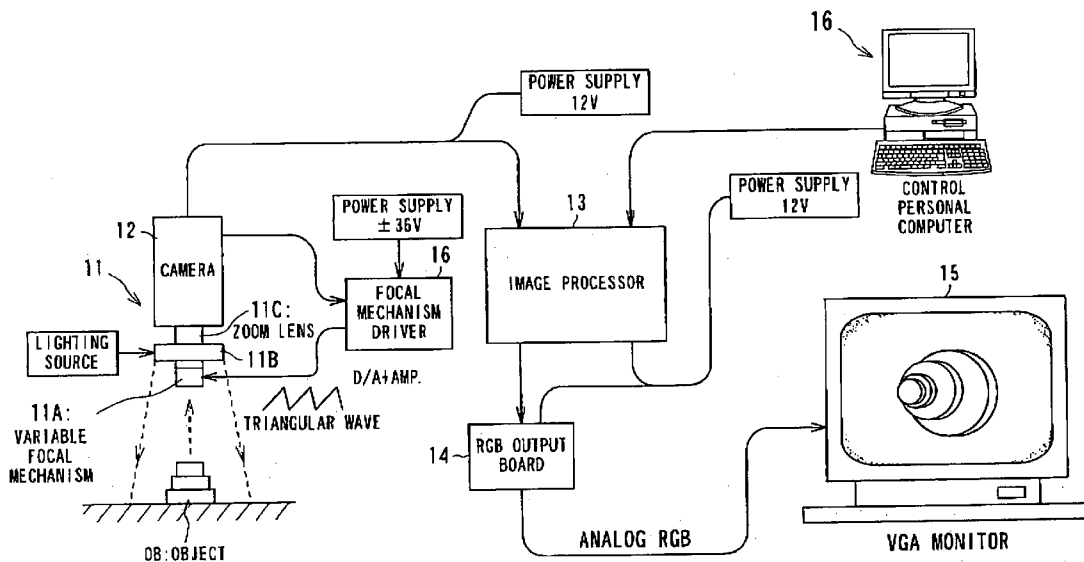 16
POWER SUPPLY
12V
CONTROL
PERSONAL
COMPUTER
POWER SUPPLY
12V
POWER SUPPLY
±36V
13
12
CAMERA
IMAGE PROCESSOR
16
FOCAL
MECHANISM
DRIVER
11
11C:
ZOOM LENS
15
LIGHTING
SOURCE
11B
D/A+AMP.
11A:
VARIABLE
FOCAL
MECHANISM
TRIANGULAR WAVE
14
RGB OUTPUT
BOARD
ANALOG RGB
VGA MONITOR
OB:OBJECT